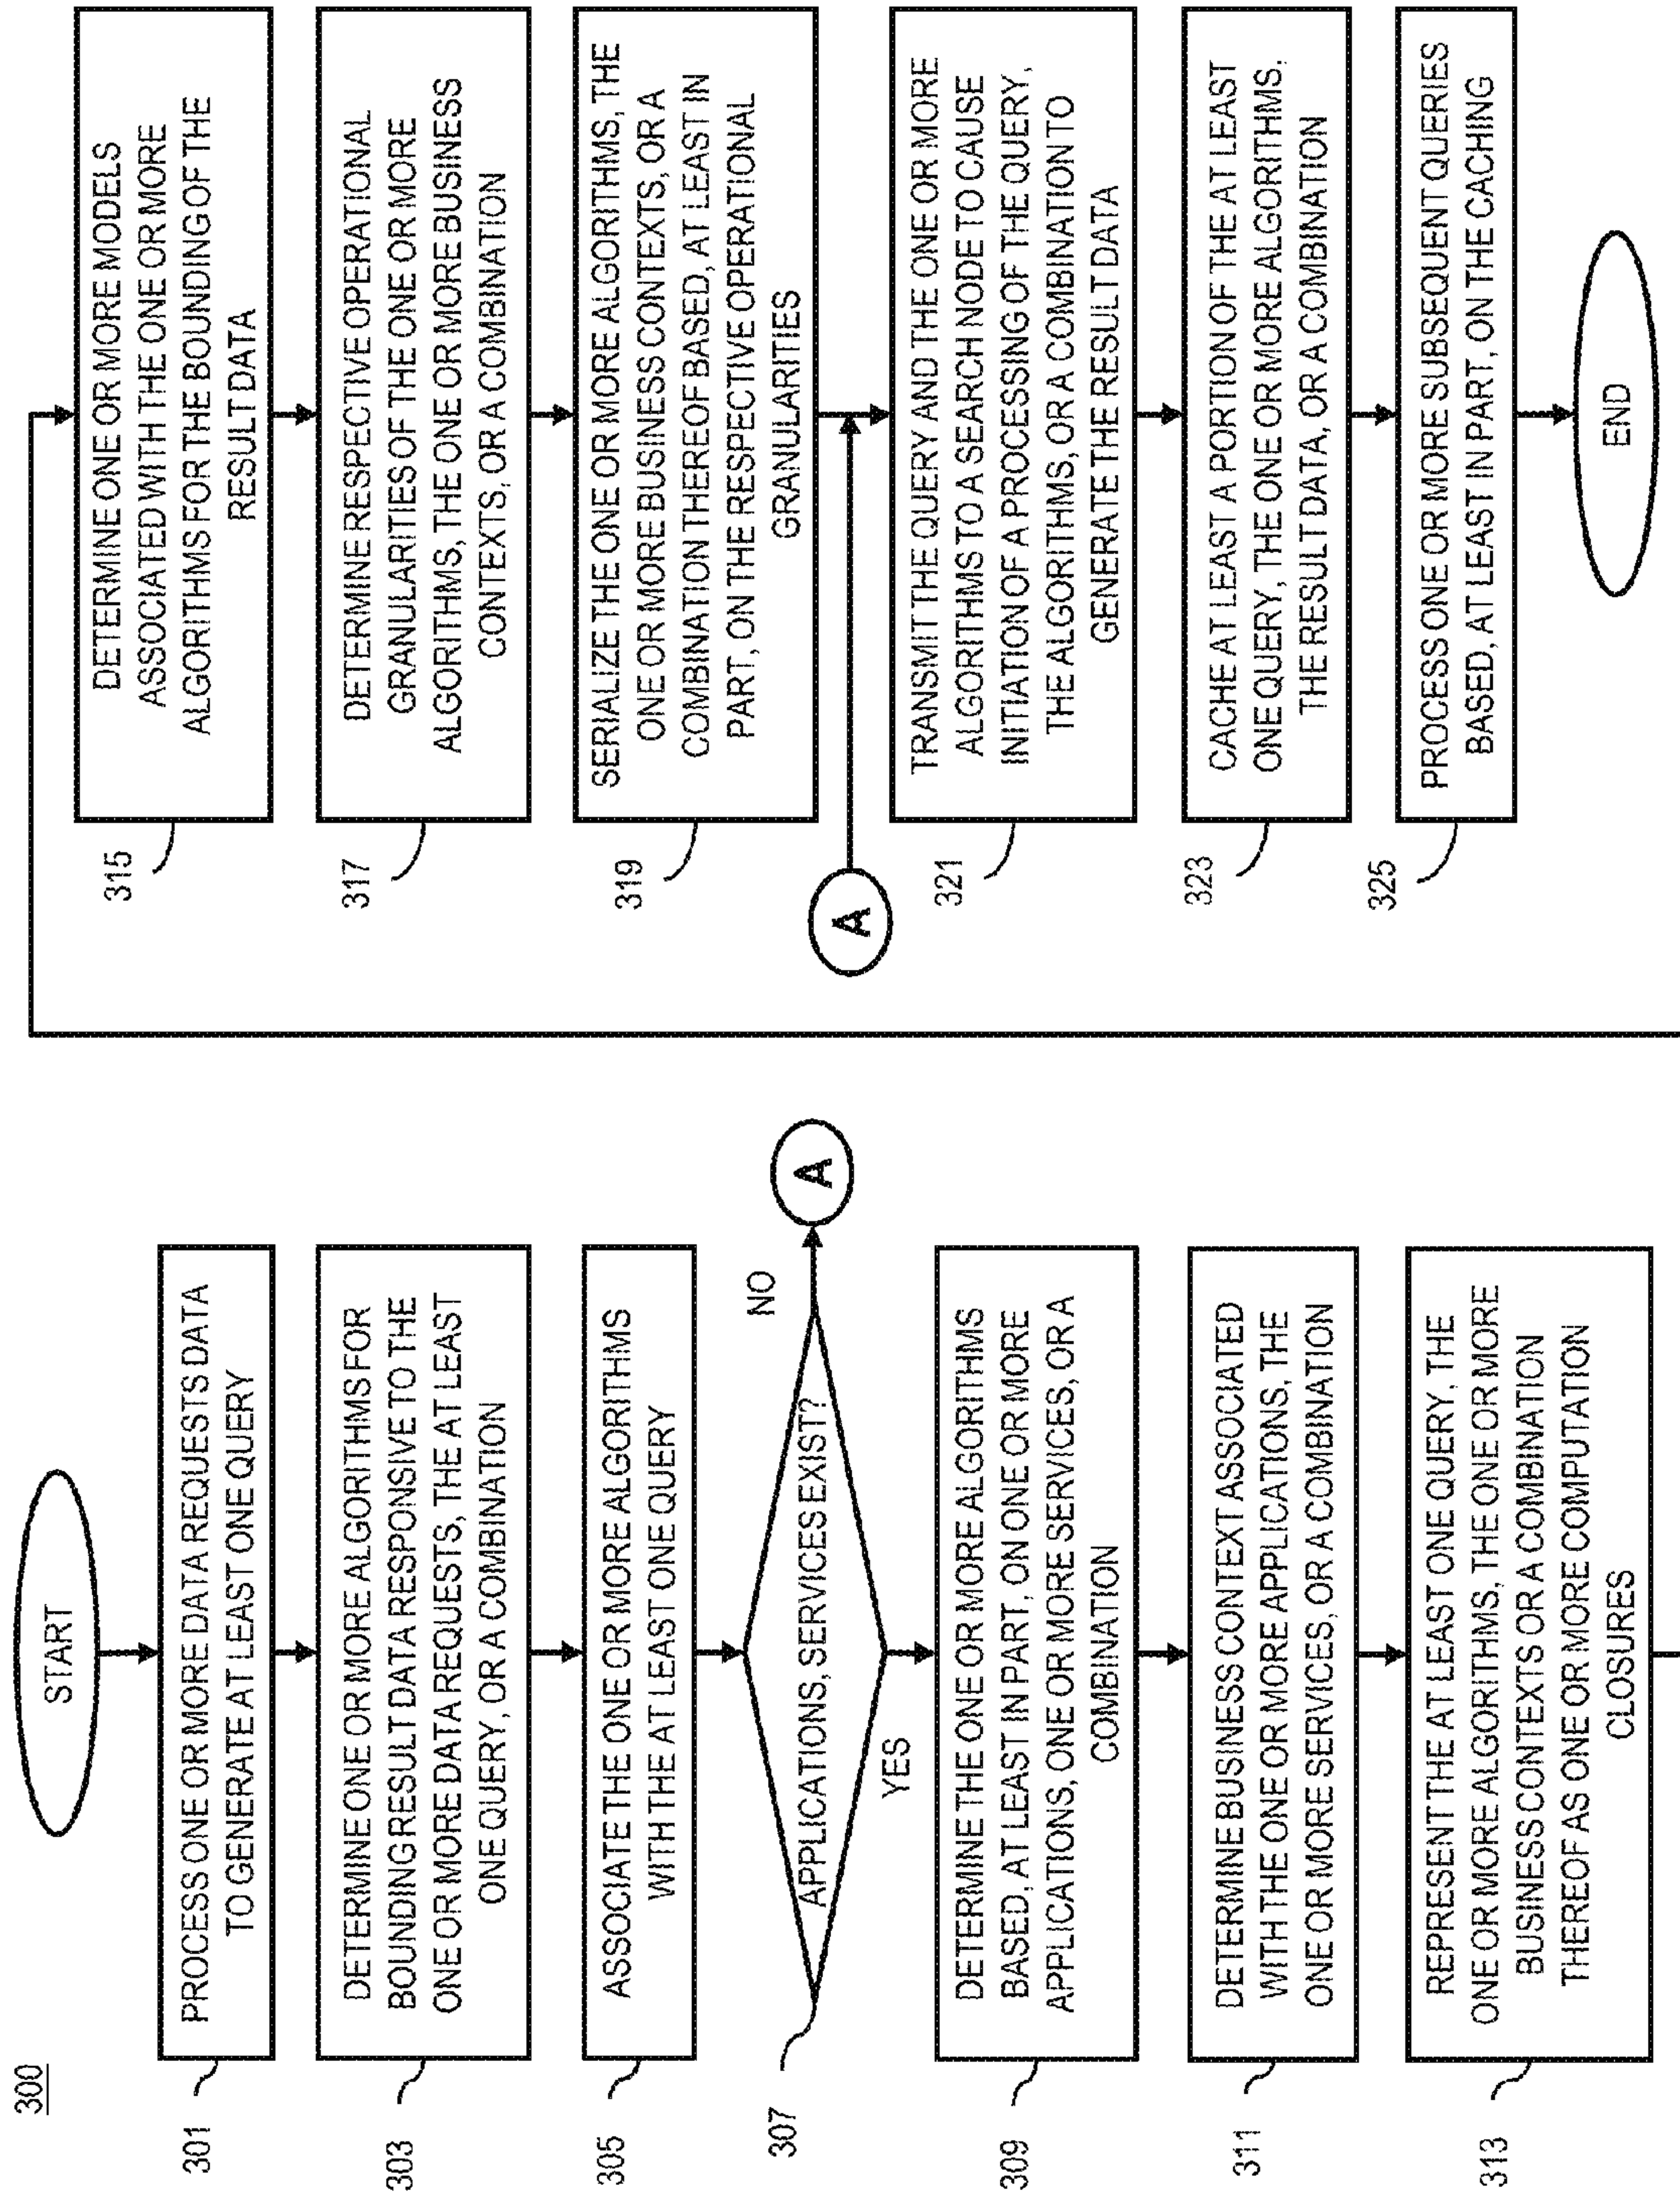 300
START
301
PROCESS ONE OR MORE DATA REQUESTS DATA
TO GENERATE AT LEAST ONE QUERY
303
DETERMINE ONE OR MORE ALGORITHMS FOR
BOUNDING RESULT DATA RESPONSIVE TO THE
ONE OR MORE DATA REQUESTS, THE AT LEAST
ONE QUERY, OR A COMBINATION
305
ASSOCIATE THE ONE OR MORE ALGORITHMS
WITH THE AT LEAST ONE QUERY
307
APPLICATIONS, SERVICES EXIST?
NO
A
YES
309
DETERMINE THE ONE OR MORE ALGORITHMS
BASED, AT LEAST IN PART, ON ONE OR MORE
APPLICATIONS, ONE OR MORE SERVICES, OR A
COMBINATION
311
DETERMINE BUSINESS CONTEXT ASSOCIATED
WITH THE ONE OR MORE APPLICATIONS, THE
ONE OR MORE SERVICES, OR A COMBINATION
313
REPRESENT THE AT LEAST ONE QUERY, THE
ONE OR MORE ALGORITHMS, THE ONE OR MORE
BUSINESS CONTEXTS OR A COMBINATION
THEREOF AS ONE OR MORE COMPUTATION
CLOSURES
315
DETERMINE ONE OR MORE MODELS
ASSOCIATED WITH THE ONE OR MORE
ALGORITHMS FOR THE BOUNDING OF THE
RESULT DATA
317
DETERMINE RESPECTIVE OPERATIONAL
GRANULARITIES OF THE ONE OR MORE
ALGORITHMS, THE ONE OR MORE BUSINESS
CONTEXTS, OR A COMBINATION
319
SERIALIZE THE ONE OR MORE ALGORITHMS, THE
ONE OR MORE BUSINESS CONTEXTS, OR A
COMBINATION THEREOF BASED, AT LEAST IN
PART, ON THE RESPECTIVE OPERATIONAL
GRANULARITIES
A
321
TRANSMIT THE QUERY AND THE ONE OR MORE
ALGORITHMS TO A SEARCH NODE TO CAUSE
INITIATION OF A PROCESSING OF THE QUERY,
THE ALGORITHMS, OR A COMBINATION TO
GENERATE THE RESULT DATA
323
CACHE AT LEAST A PORTION OF THE AT LEAST
ONE QUERY, THE ONE OR MORE ALGORITHMS,
THE RESULT DATA, OR A COMBINATION
325
PROCESS ONE OR MORE SUBSEQUENT QUERIES
BASED, AT LEAST IN PART, ON THE CACHING
END